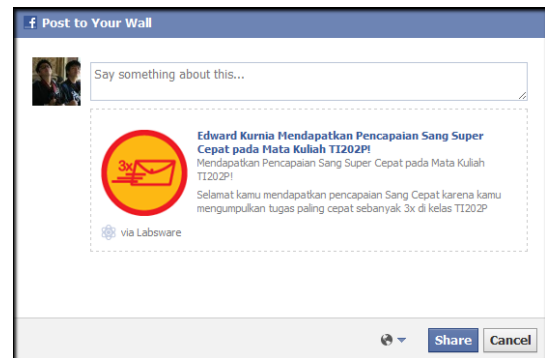 f Post to Your Wall
Say something about this...
3x
Edward Kurnia Mendapatkan Pencapaian Sang Super
Cepat pada Mata Kuliah TI202P!
Mendapatkan Pencapaian Sang Super Cepat pada Mata Kuliah
TI202P!
Selamat kamu mendapatkan pencapaian Sang Cepat karena kamu
mengumpulkan tugas paling cepat sebanyak 3x di kelas TI202P
via Labsware
Share Cancel